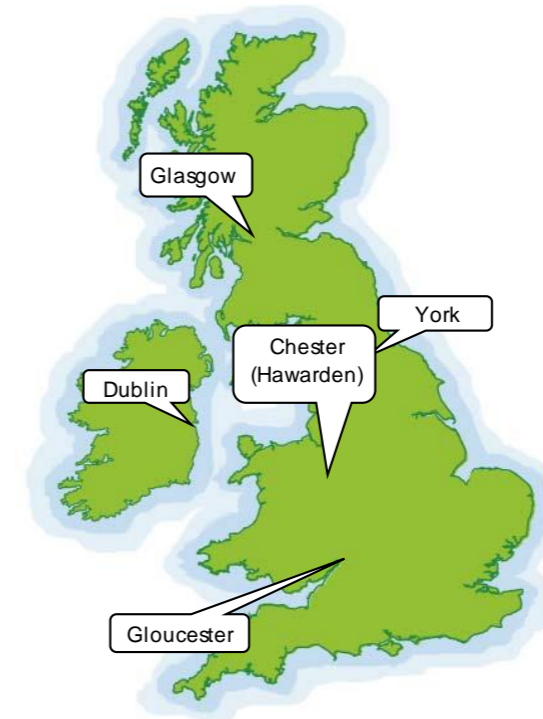 Glasgow
York
Chester
(Hawarden)
Dublin
Gloucester